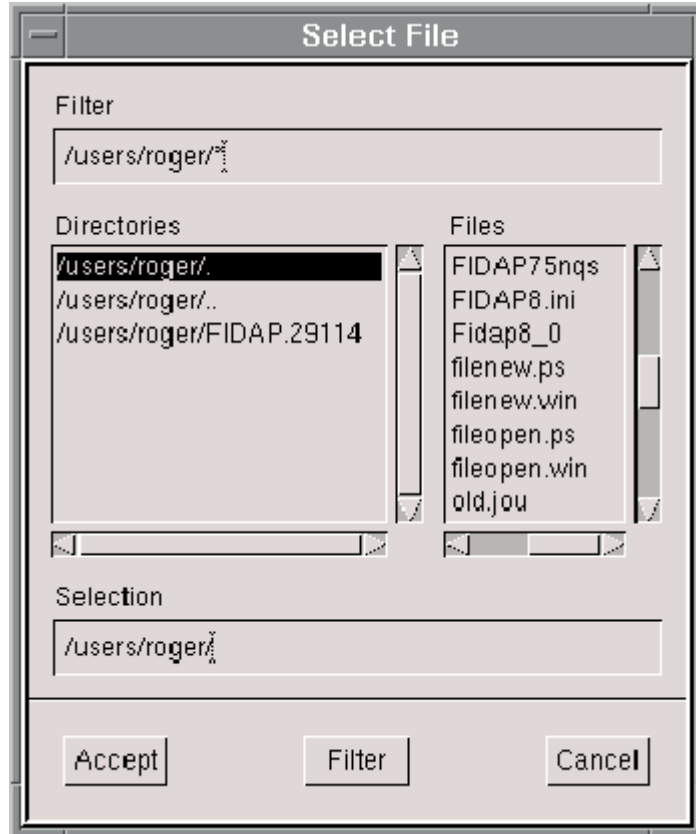 Select File
Filter
/users/roger/*
Directories
/users/roger/.
/users/roger/..
/users/roger/FIDAP.29114
Files
FIDAP75nqs
FIDAP8.ini
Fidap8_0
filenew.ps
filenew.win
fileopen.ps
fileopen.win
old.jou
Selection
/users/roger/
Accept
Filter
Cancel